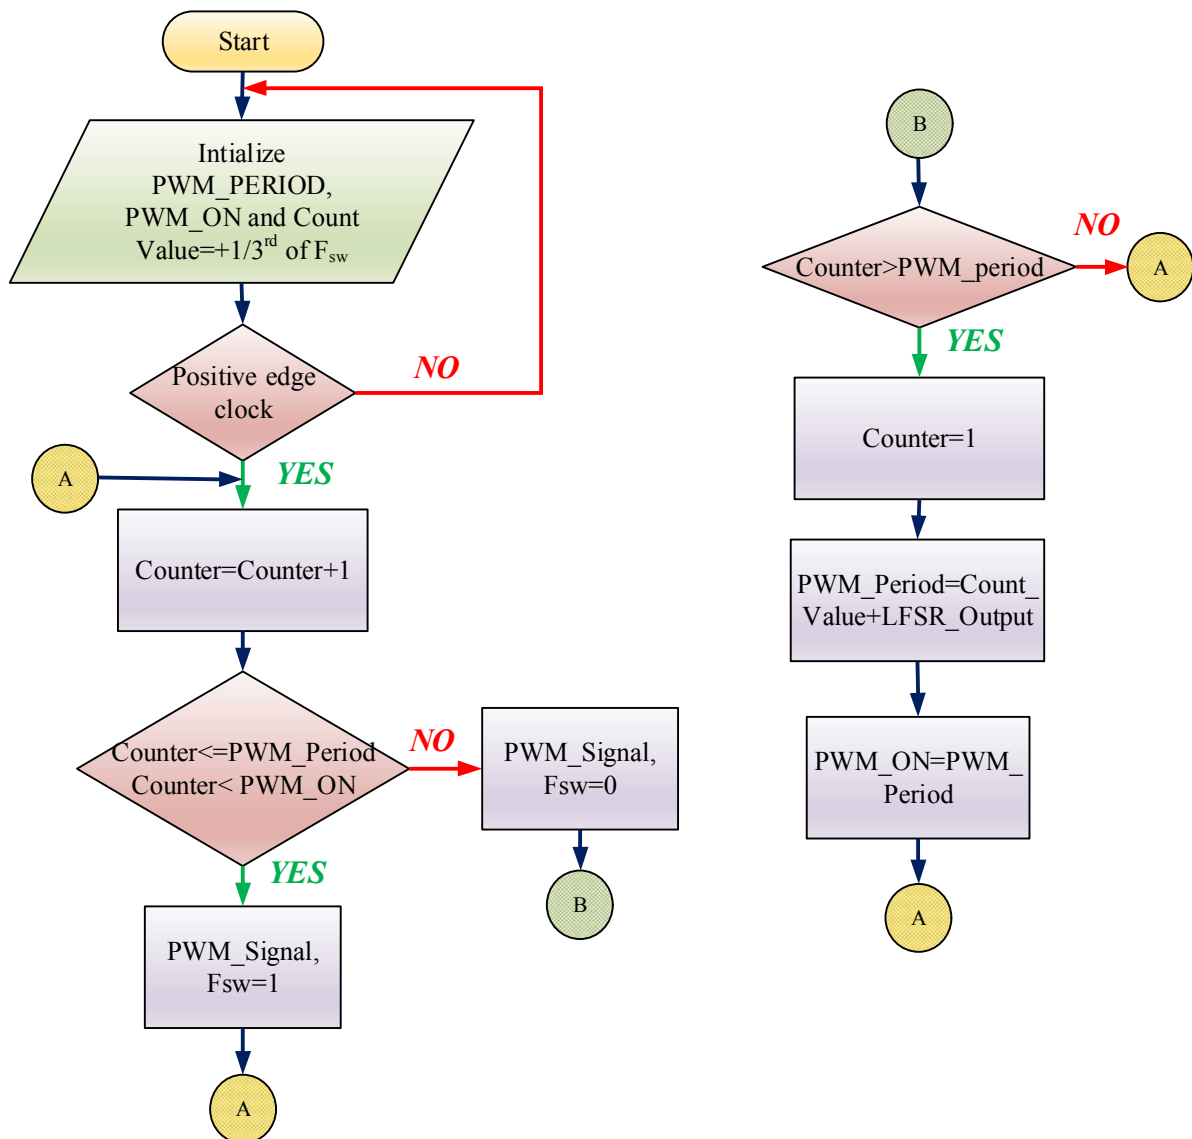 Start
Intialize
PWM_PERIOD,
PWM_ON and Count
Value=+1/3rd of Fsw
Positive edge
clock
NO
YES
A
Counter=Counter+1
Counter<=PWM_Period
Counter< PWM_ON
NO
PWM_Signal,
Fsw=0
B
YES
PWM_Signal,
Fsw=1
A
B
Counter>PWM_period
NO
A
YES
Counter=1
PWM_Period=Count_
Value+LFSR_Output
PWM_ON=PWM_
Period
A